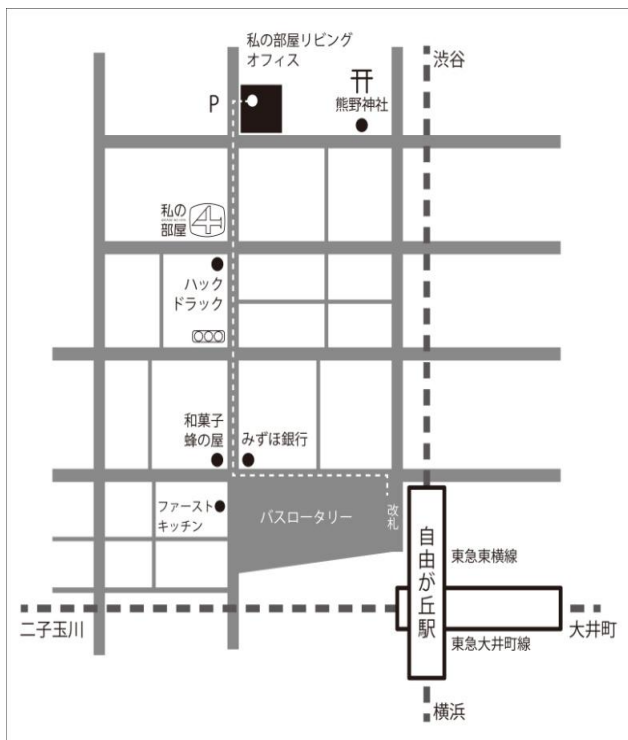 私の部屋リビング
オフィス
渋谷
P
熊野神社
私の
部屋
ハック
ドラック
和菓子
蜂の屋
みずほ銀行
ファースト
キッチン
バスロータリー
改札
自由が丘駅
東急東横線
二子玉川
東急大井町線
大井町
横浜